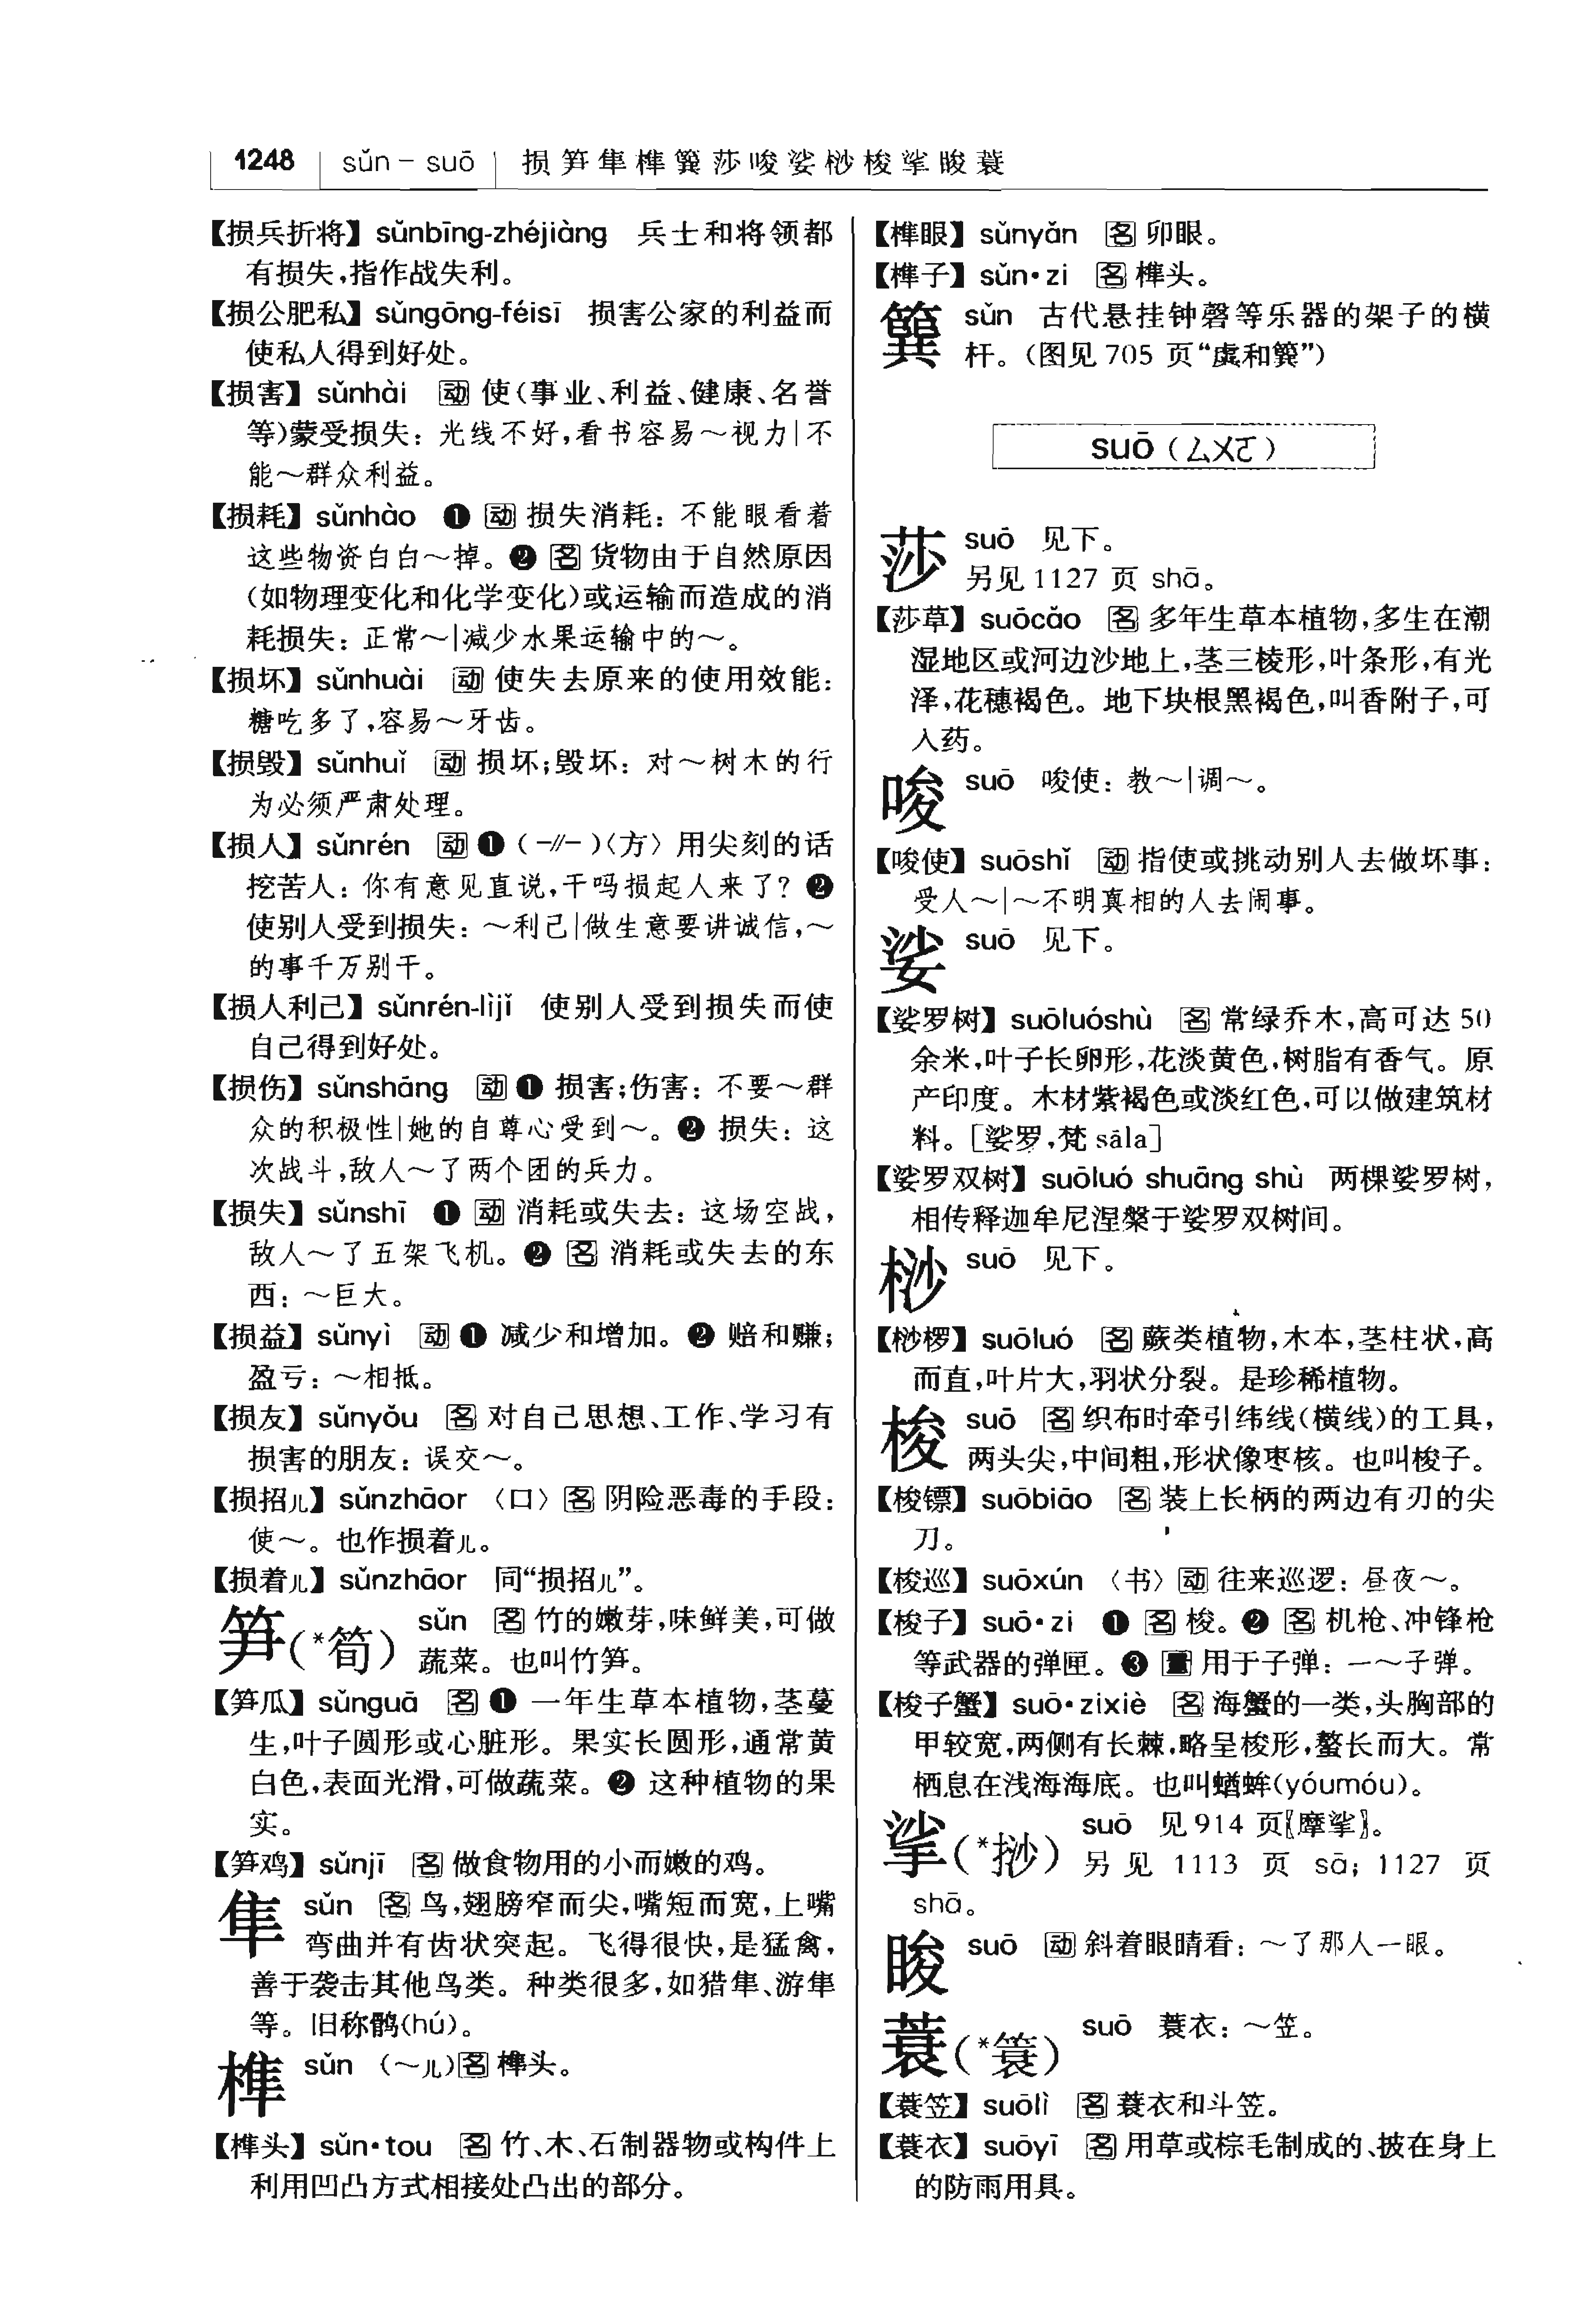 1248 sǔn－suō 损笋隼榫簨莎唆娑桫梭挲睃蓑
【损兵折将】sǔnbīng-zhéjiàng 兵士和将领都
有损失，指作战失利。
【损公肥私】sǔngōng-féisī 损害公家的利益而
使私人得到好处。
【损害】sǔnhài 动 使（事业、利益、健康、名誉
等）蒙受损失：光线不好，看书容易～视力|不
能～群众利益。
【损耗】sǔnhào ❶ 动 损失消耗：不能眼看着
这些物资白白～掉。❷ 名 货物由于自然原因
（如物理变化和化学变化）或运输而造成的消
耗损失：正常～|减少水果运输中的～。
【损坏】sǔnhuài 动 使失去原来的使用效能：
糖吃多了，容易～牙齿。
【损毁】sǔnhuǐ 动 损坏；毁坏：对～树木的行
为必须严肃处理。
【损人】sǔnrén 动 ❶（-//-）〈方〉用尖刻的话
挖苦人：你有意见直说，干吗损起人来了？❷
使别人受到损失：～利己|做生意要讲诚信，～
的事千万别干。
【损人利己】sǔnrén-lìjǐ 使别人受到损失而使
自己得到好处。
【损伤】sǔnshāng 动 ❶ 损害；伤害：不要～群
众的积极性|她的自尊心受到～。❷ 损失：这
次战斗，敌人～了两个团的兵力。
【损失】sǔnshī ❶ 动 消耗或失去：这场空战，
敌人～了五架飞机。❷ 名 消耗或失去的东
西：～巨大。
【损益】sǔnyì 动 ❶ 减少和增加。❷ 赔和赚；
盈亏：～相抵。
【损友】sǔnyǒu 名 对自己思想、工作、学习有
损害的朋友：误交～。
【损招儿】sǔnzhāor 〈口〉名 阴险恶毒的手段：
使～。也作损着儿。
【损着儿】sǔnzhāor 同“损招儿”。
笋（*筍） sǔn 名 竹的嫩芽，味鲜美，可做
蔬菜。也叫竹笋。
【笋瓜】sǔnguā 名 ❶ 一年生草本植物，茎蔓
生，叶子圆形或心脏形。果实长圆形，通常黄
白色，表面光滑，可做蔬菜。❷ 这种植物的果
实。
【笋鸡】sǔnjī 名 做食物用的小而嫩的鸡。
隼 sǔn 名 鸟，翅膀窄而尖，嘴短而宽，上嘴
弯曲并有齿状突起。飞得很快，是猛禽，
善于袭击其他鸟类。种类很多，如猎隼、游隼
等。旧称鹘(hú)。
榫 sǔn （～儿）名 榫头。
【榫头】sǔn•tou 名 竹、木、石制器物或构件上
利用凹凸方式相接处凸出的部分。
【榫眼】sǔnyǎn 名 卯眼。
【榫子】sǔn•zi 名 榫头。
簨 sǔn 古代悬挂钟磬等乐器的架子的横
杆。（图见 705 页“虡和簨”）
suō（ㄙㄨㄛ）
莎 suō 见下。
另见 1127 页 shā。
【莎草】suōcǎo 名 多年生草本植物，多生在潮
湿地区或河边沙地上，茎三棱形，叶条形，有光
泽，花穗褐色。地下块根黑褐色，叫香附子，可
入药。
唆 suō 唆使：教～|调～。
【唆使】suōshǐ 动 指使或挑动别人去做坏事：
受人～|～不明真相的人去闹事。
娑 suō 见下。
【娑罗树】suōluóshù 名 常绿乔木，高可达 50
余米，叶子长卵形，花淡黄色，树脂有香气。原
产印度。木材紫褐色或淡红色，可以做建筑材
料。［娑罗，梵 sāla］
【娑罗双树】suōluó shuāng shù 两棵娑罗树，
相传释迦牟尼涅槃于娑罗双树间。
桫 suō 见下。
【桫椤】suōluó 名 蕨类植物，木本，茎柱状，高
而直，叶片大，羽状分裂。是珍稀植物。
梭 suō 名 织布时牵引纬线（横线）的工具，
两头尖，中间粗，形状像枣核。也叫梭子。
【梭镖】suōbiāo 名 装上长柄的两边有刃的尖
刀。
【梭巡】suōxún 〈书〉动 往来巡逻：昼夜～。
【梭子】suō•zi ❶ 名 梭。❷ 名 机枪、冲锋枪
等武器的弹匣。❸ 量 用于子弹：一～子弹。
【梭子蟹】suō•zixiè 名 海蟹的一类，头胸部的
甲较宽，两侧有长棘，略呈梭形，螯长而大。常
栖息在浅海海底。也叫蝤蛑(yóumóu)。
挲（*挱） suō 见 914 页〖摩挲〗。
另见 1113 页 sā；1127 页
shā。
睃 suō 动 斜着眼睛看：～了那人一眼。
蓑（*簑） suō 蓑衣：～笠。
【蓑笠】suōlì 名 蓑衣和斗笠。
【蓑衣】suōyī 名 用草或棕毛制成的、披在身上
的防雨用具。